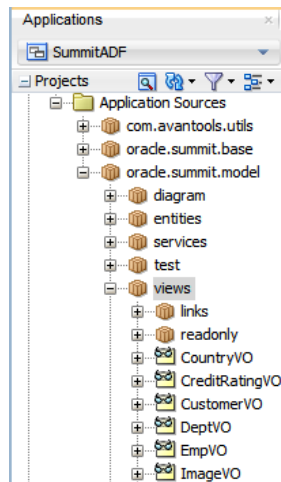 Applications
SummitADF
Projects
Application Sources
com.avantools.utils
oracle.summit.base
oracle.summit.model
diagram
entities
services
test
views
links
readonly
CountryVO
CreditRatingVO
CustomerVO
DeptVO
EmpVO
ImageVO